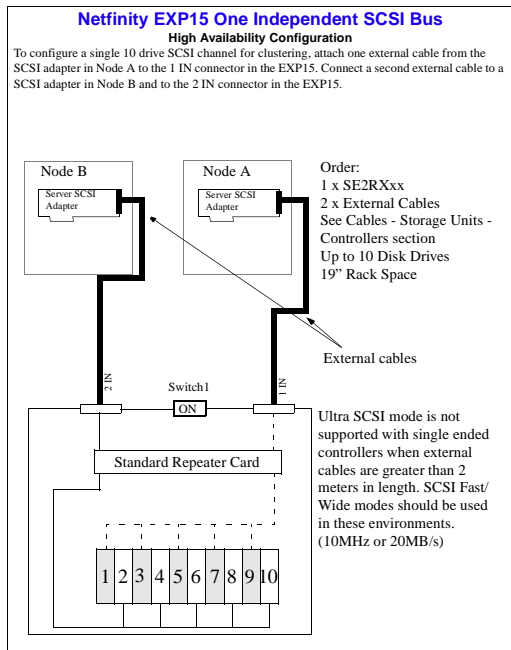 Netfinity EXP15 One Independent SCSI Bus
High Availability Configuration
To configure a single 10 drive SCSI channel for clustering, attach one external cable from the
SCSI adapter in Node A to the 1 IN connector in the EXP15. Connect a second external cable to a
SCSI adapter in Node B and to the 2 IN connector in the EXP15.
Node B
Server SCSI
Adapter
Node A
Server SCSI
Adapter
Order:
1 x SE2RXxx
2 x External Cables
See Cables - Storage Units -
Controllers section
Up to 10 Disk Drives
19” Rack Space
External cables
2 IN
Switch1
ON
1 IN
Standard Repeater Card
Ultra SCSI mode is not
supported with single ended
controllers when external
cables are greater than 2
meters in length. SCSI Fast/
Wide modes should be used
in these environments.
(10MHz or 20MB/s)
1 2 3 4 5 6 7 8 9 10